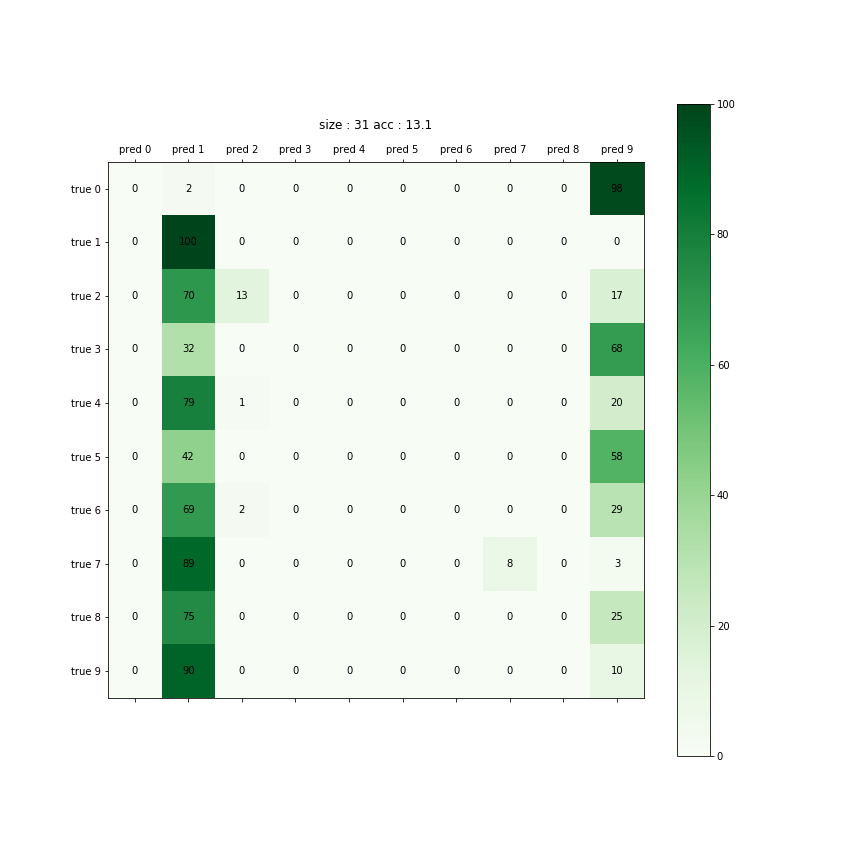 size : 31 acc : 13.1
pred 0 pred 1 pred 2 pred 3 pred 4 pred 5 pred 6 pred 7 pred 8 pred 9
true 0 0 2 0 0 0 0 0 0 0 98
true 1 0 100 0 0 0 0 0 0 0 0
true 2 0 70 13 0 0 0 0 0 0 17
true 3 0 32 0 0 0 0 0 0 0 68
true 4 0 79 1 0 0 0 0 0 0 20
true 5 0 42 0 0 0 0 0 0 0 58
true 6 0 69 2 0 0 0 0 0 0 29
true 7 0 89 0 0 0 0 0 8 0 3
true 8 0 75 0 0 0 0 0 0 0 25
true 9 0 90 0 0 0 0 0 0 0 10
100
80
60
40
20
0